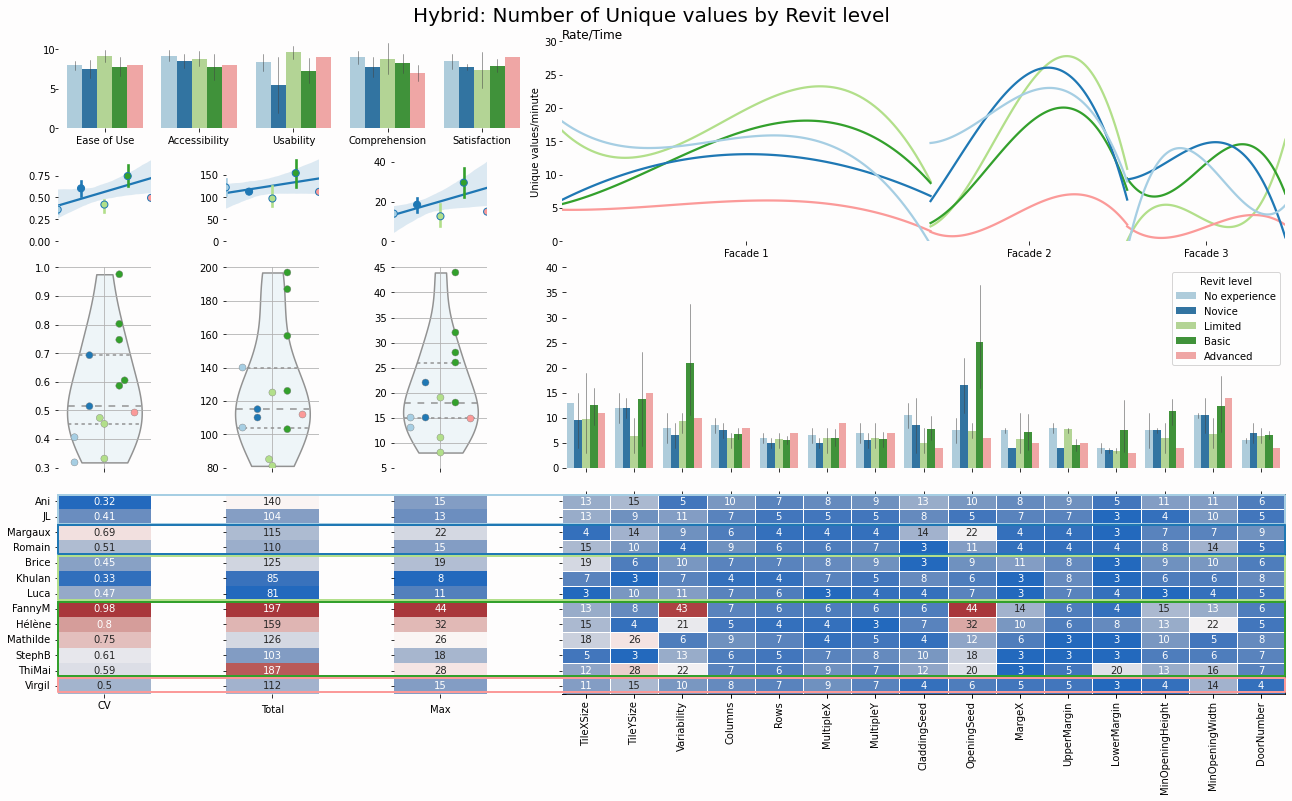 Hybrid: Number of Unique values by Revit level
10
5
0
Ease of Use Accessibility Usability Comprehension Satisfaction
Rate/Time
Unique values/minute
30
25
20
15
10
5
0
Facade 1 Facade 2 Facade 3
0.75
0.50
0.25
0.00
150
100
50
0
40
20
0
1.0
0.9
0.8
0.7
0.6
0.5
0.4
0.3
200
180
160
140
120
100
80
45
40
35
30
25
20
15
10
5
40
35
30
25
20
15
10
5
0
Revit level
No experience
Novice
Limited
Basic
Advanced
Ani 0.32 140 15 13 15 5 10 7 8 9 13 10 8 9 5 11 11 6
JL 0.41 104 13 13 9 11 7 5 5 5 8 5 7 7 3 4 10 5
Margaux 0.69 115 22 4 14 9 6 4 4 4 14 22 4 4 3 7 7 9
Romain 0.51 110 15 15 10 4 9 6 6 7 3 11 4 4 4 8 14 5
Brice 0.45 125 19 19 6 10 7 7 8 9 3 9 11 8 3 9 10 6
Khulan 0.33 85 8 7 3 7 4 4 7 5 8 6 3 8 3 6 6 8
Luca 0.47 81 11 3 10 11 7 6 3 4 4 7 3 7 5 3 4 5
FannyM 0.98 197 44 13 8 43 7 6 6 6 6 44 14 6 4 15 13 6
Hélène 0.8 159 32 15 4 21 5 4 4 3 7 32 10 6 8 13 22 5
Mathilde 0.75 126 26 18 26 6 9 7 4 5 4 12 6 3 3 10 5 8
StephB 0.61 103 18 5 3 13 6 5 7 8 10 18 3 3 3 6 6 7
ThiMai 0.59 187 28 12 28 22 7 6 9 7 12 20 3 5 20 13 16 7
Virgil 0.5 112 15 11 15 10 8 7 9 7 4 6 5 5 3 4 14 4
CV Total Max
TileXSize
TileYSize
Variability
Columns
Rows
MultipleX
MultipleY
CladdingSeed
OpeningSeed
MargeX
UpperMargin
LowerMargin
MinOpeningHeight
MinOpeningWidth
DoorNumber